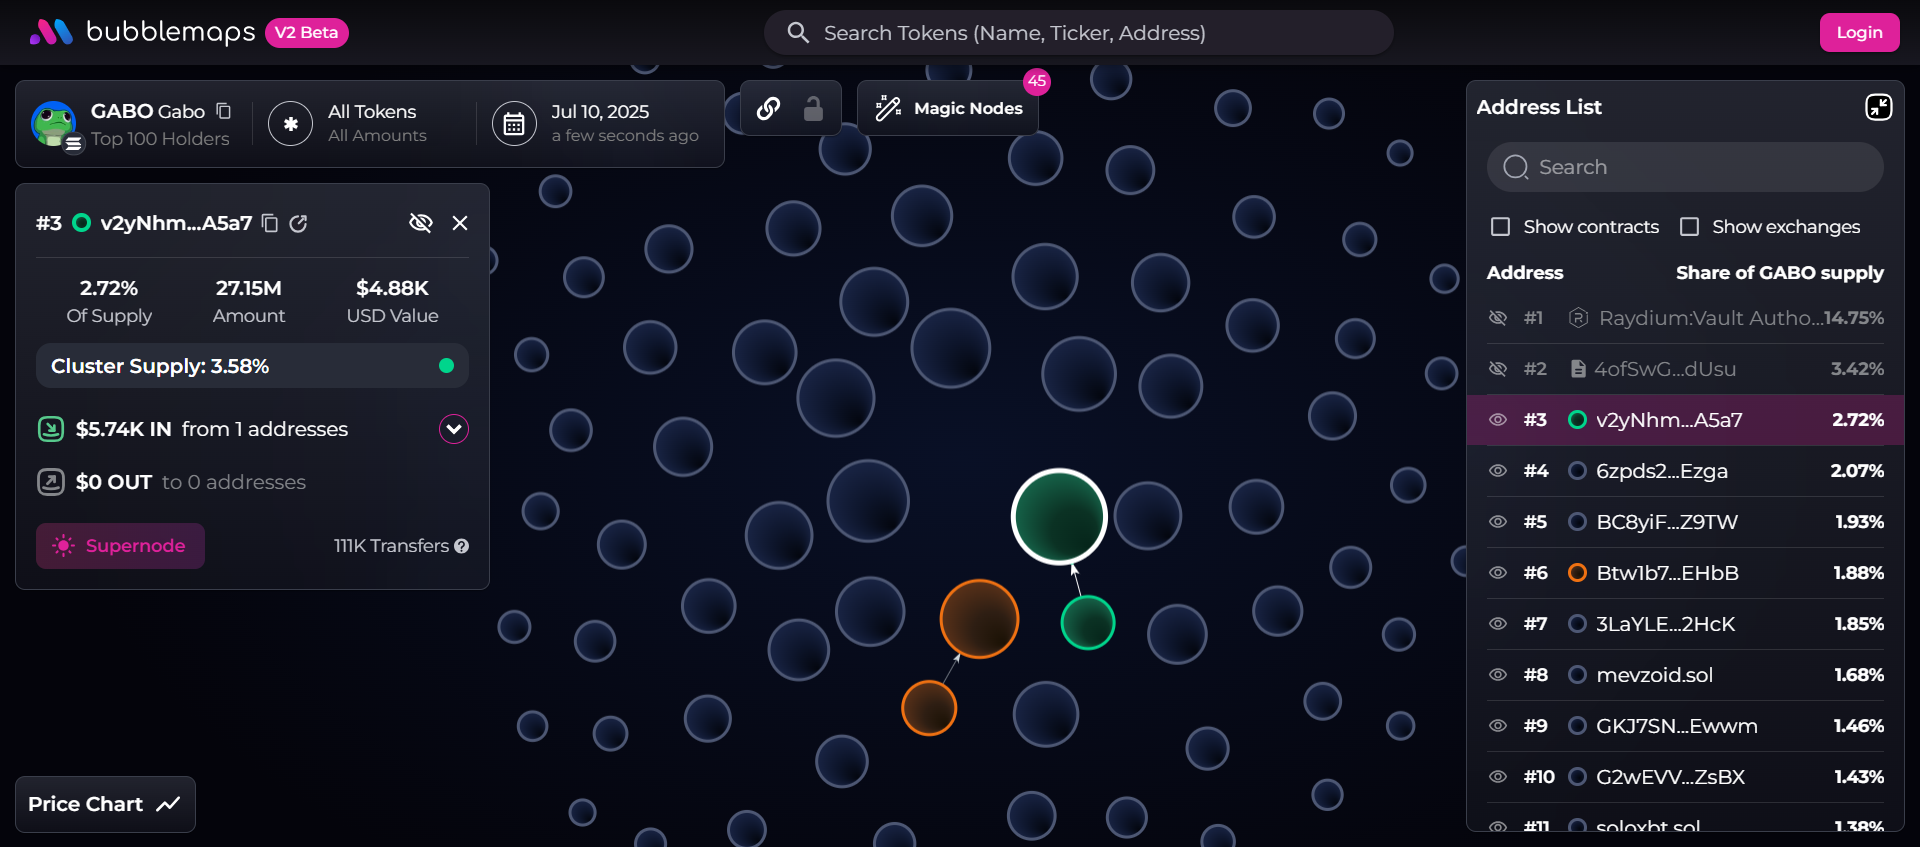 bubblemaps V2 Beta
Search Tokens (Name, Ticker, Address)
Login
GABO Gabo
Top 100 Holders
All Tokens
All Amounts
Jul 10, 2025
a few seconds ago
Magic Nodes
45
#3 v2yNhm...A5a7
2.72% 27.15M $4.88K
Of Supply Amount USD Value
Cluster Supply: 3.58%
$5.74K IN from 1 addresses
$0 OUT to 0 addresses
Supernode 111K Transfers
Price Chart
Address List
Search
Show contracts Show exchanges
Address Share of GABO supply
#1 Raydium:Vault Autho...14.75%
#2 4ofSwG...dUsu 3.42%
#3 v2yNhm...A5a7 2.72%
#4 6zpds2...Ezga 2.07%
#5 BC8yiF...Z9TW 1.93%
#6 Btw1b7...EHbB 1.88%
#7 3LaYLE...2HcK 1.85%
#8 mevzoid.sol 1.68%
#9 GKJ7SN...Ewwm 1.46%
#10 G2wEVV...ZsBX 1.43%
#11 soloxbt.sol 1.38%